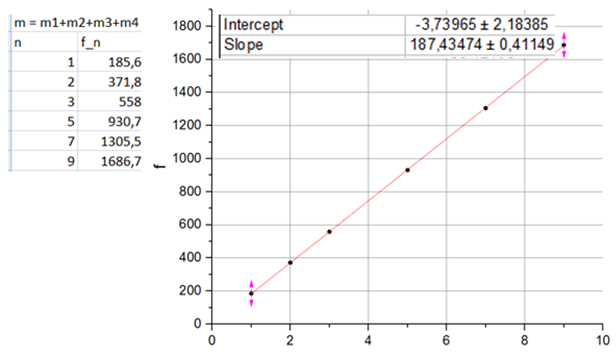 m = m1+m2+m3+m4
n f_n
1 185,6
2 371,8
3 558
5 930,7
7 1305,5
9 1686,7
Intercept -3,73965 ± 2,18385
Slope 187,43474 ± 0,41149
1800
1600
1400
1200
1000
800
600
400
200
0
f
0 2 4 6 8 10